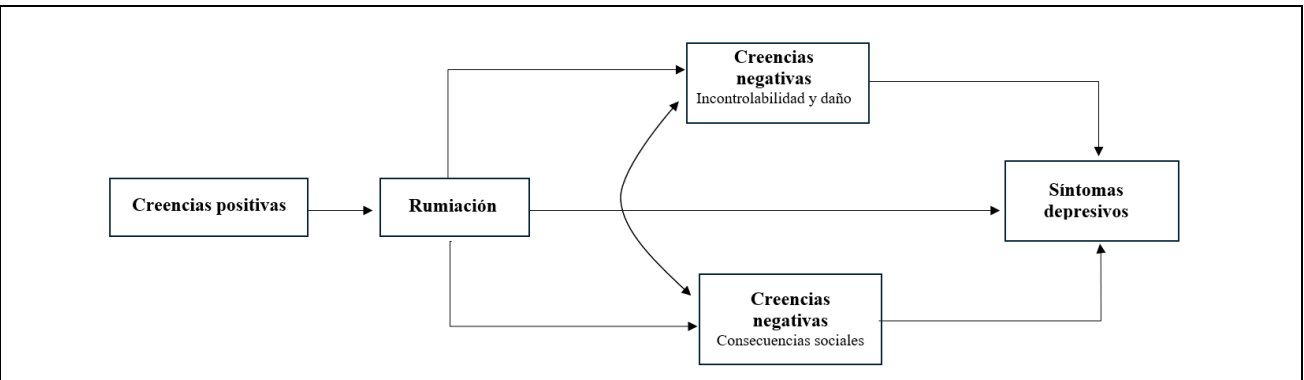 Creencias positivas
Rumiación
Creencias
negativas
Incontrolabilidad y daño
Creencias
negativas
Consecuencias sociales
Síntomas
depresivos